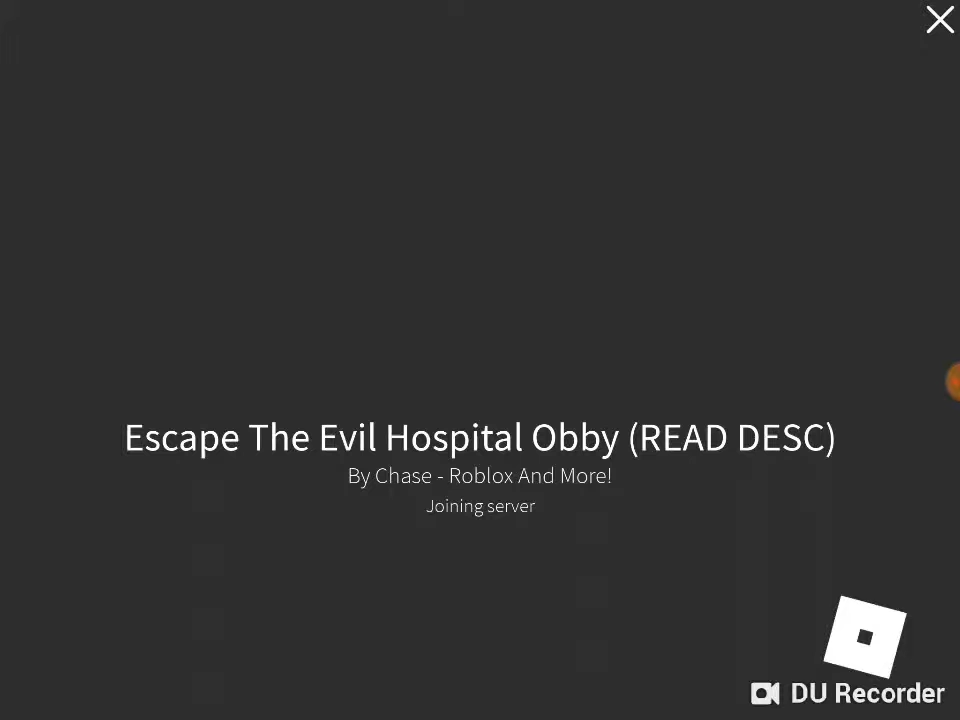 Escape The Evil Hospital Obby (READ DESC)
By Chase - Roblox And More!
Joining server
DU Recorder